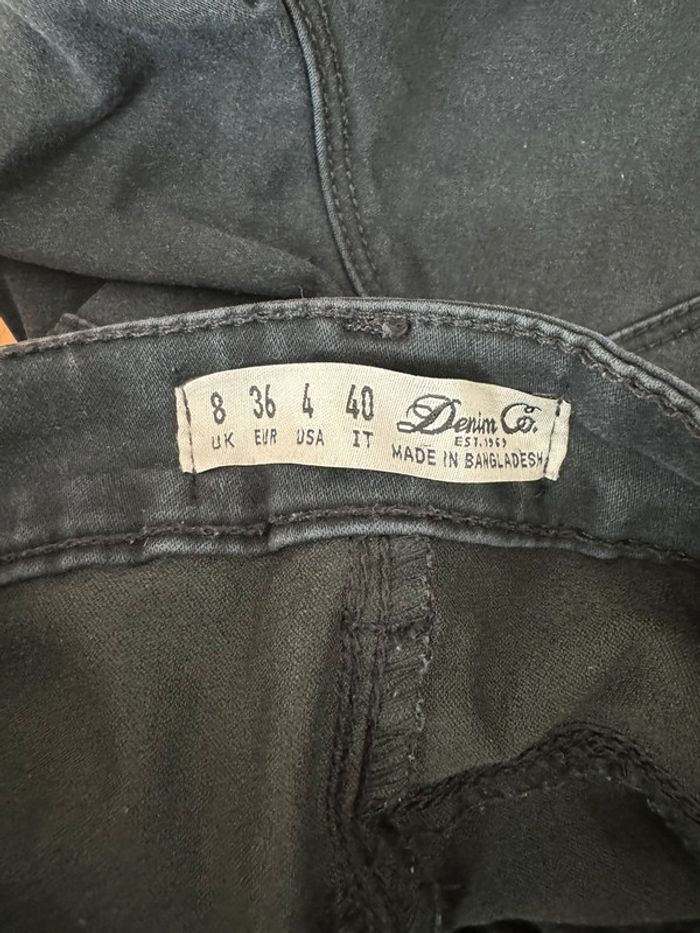 8 36 4 40
UK EUR USA IT
Denim Co.
EST. 1969
MADE IN BANGLADESH